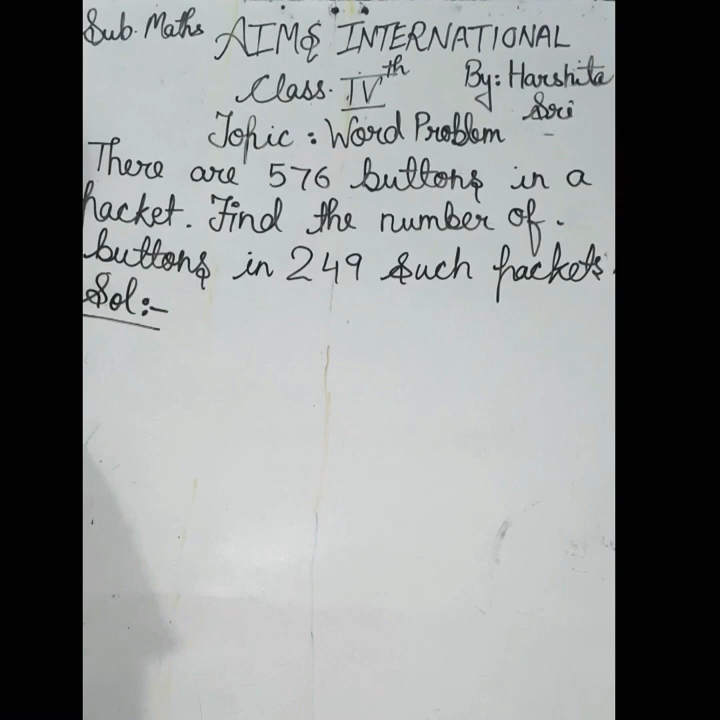 Sub. Maths AIMS INTERNATIONAL
Class. IVth By: Harshita
Sri
Topic : Word Problem
There are 576 buttons in a
packet. Find the number of.
buttons in 249 such packets.
Sol:-